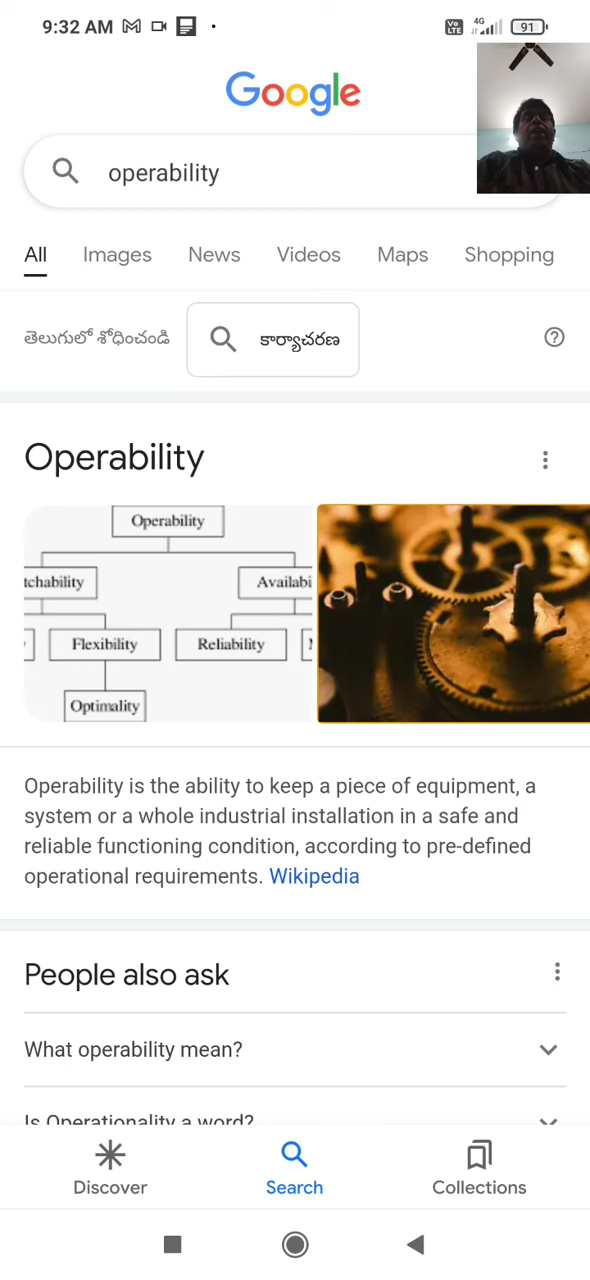 9:32 AM
Vo LTE 4G 91
Google
operability
All Images News Videos Maps Shopping
తెలుగులో శోధించండి కార్యాచరణ
Operability
Operability
tchability Availabi
Flexibility Reliability
Optimality
Operability is the ability to keep a piece of equipment, a
system or a whole industrial installation in a safe and
reliable functioning condition, according to pre-defined
operational requirements. Wikipedia
People also ask
What operability mean?
Is Operationality a word?
Discover Search Collections